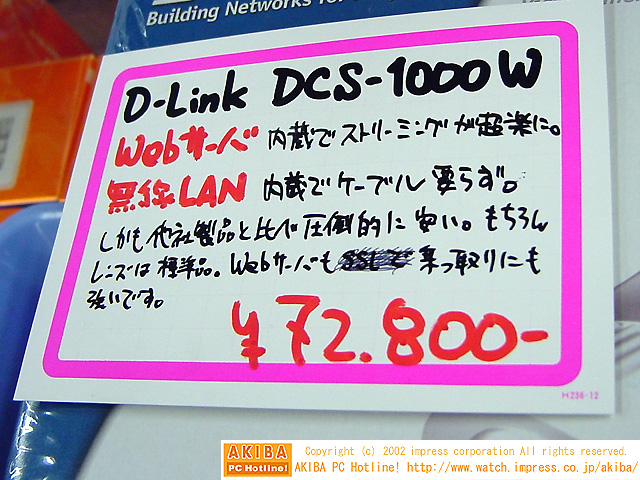 Building Networks for
D-Link DCS-1000W
Webサーバ 内蔵でストリーミングが超楽に。
無線LAN 内蔵でケーブル要らず。
しかも他社製品と比べ圧倒的に安い。もちろん
レンズは標準品。Webサーバも 乗っ取りにも
強いです。
¥72.800-
H236-12
AKIBA
PC Hotline!
Copyright (c) 2002 impress corporation All rights reserved.
AKIBA PC Hotline! http://www.watch.impress.co.jp/akiba/